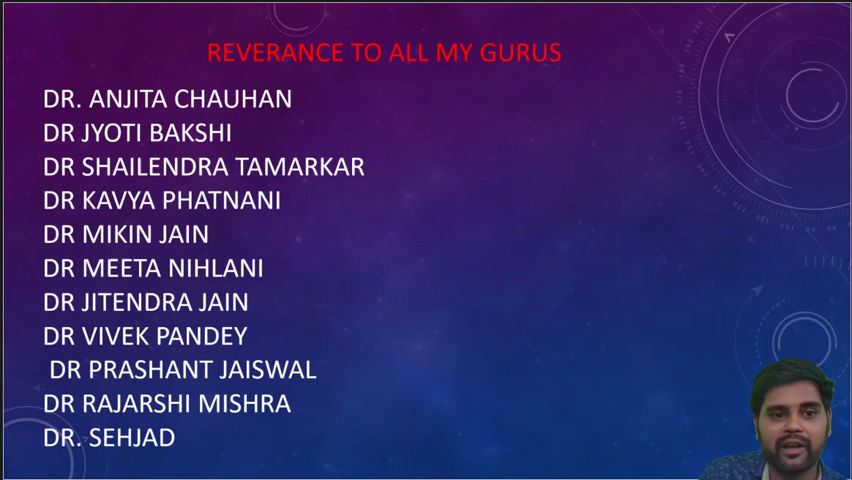 REVERANCE TO ALL MY GURUS
DR. ANJITA CHAUHAN
DR JYOTI BAKSHI
DR SHAILENDRA TAMARKAR
DR KAVYA PHATNANI
DR MIKIN JAIN
DR MEETA NIHLANI
DR JITENDRA JAIN
DR VIVEK PANDEY
DR PRASHANT JAISWAL
DR RAJARSHI MISHRA
DR. SEHJAD